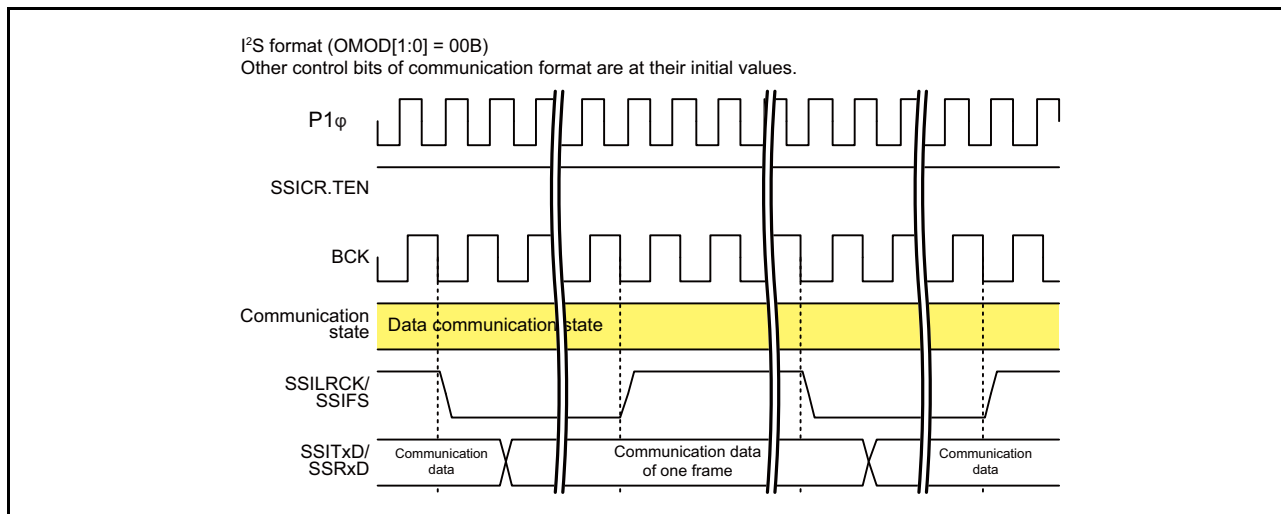 I²S format (OMOD[1:0] = 00B)
Other control bits of communication format are at their initial values.
P1φ
SSICR.TEN
BCK
Communication
state
Data communication state
SSILRCK/
SSIFS
SSITxD/
SSRxD
Communication
data
Communication data
of one frame
Communication
data